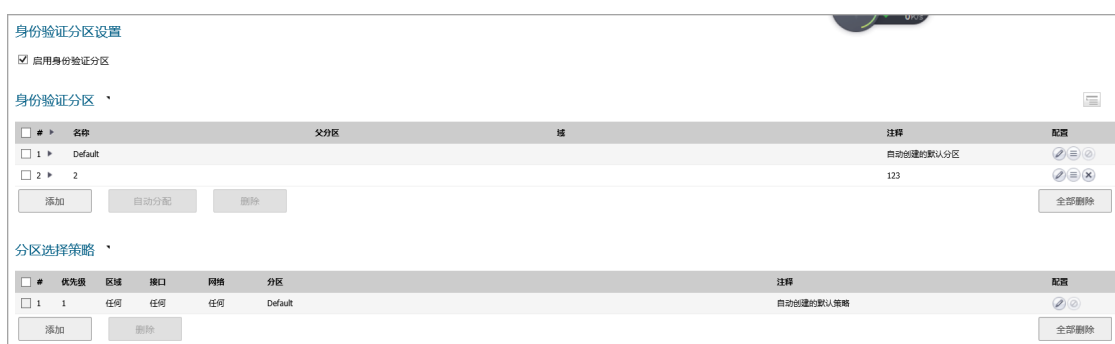 身份验证分区设置
启用身份验证分区
身份验证分区
# 名称 父分区 域 注释 配置
1 Default 自动创建的默认分区
2 2 123
添加 自动分配 删除 全部删除
分区选择策略
# 优先级 区域 接口 网络 分区 注释 配置
1 1 任何 任何 任何 Default 自动创建的默认策略
添加 删除 全部删除